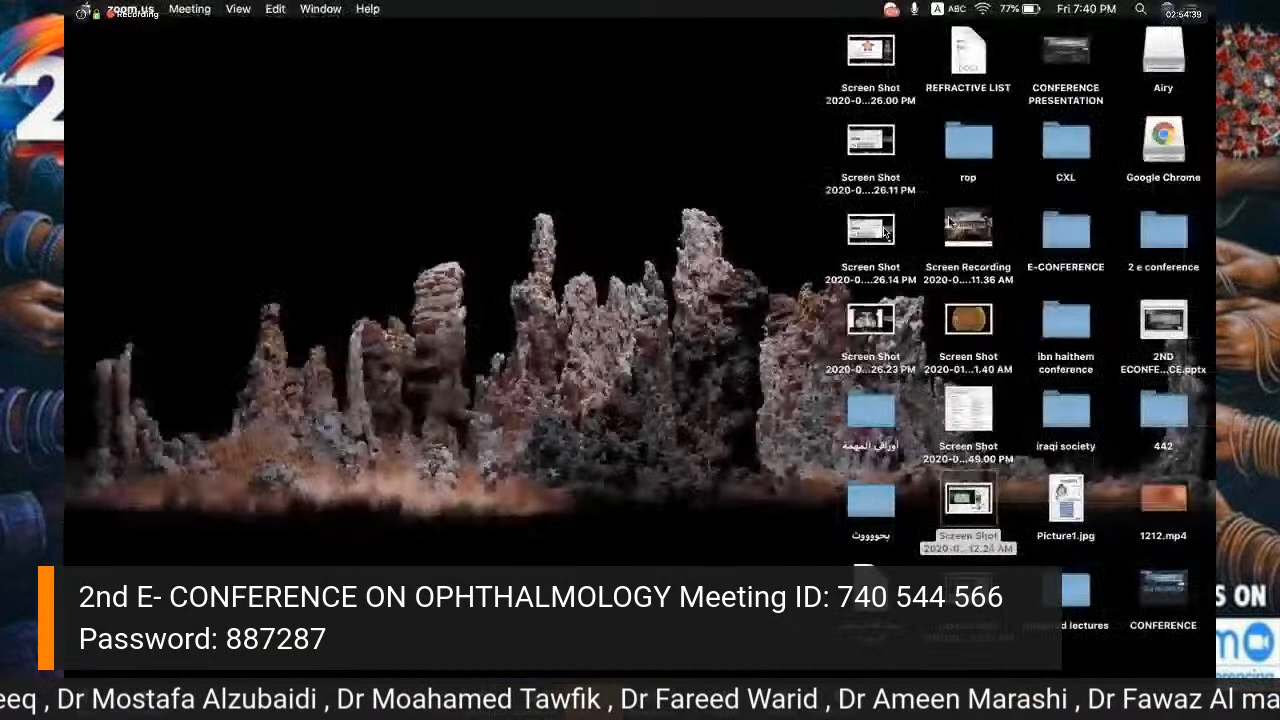 zoom.us Meeting View Edit Window Help
Recording
A ABC 77% Fri 7:40 PM
02:54:39
Screen Shot
2020-0...26.00 PM
REFRACTIVE LIST
CONFERENCE
PRESENTATION
Airy
Screen Shot
2020-0....26.11 PM
rop
CXL
Google Chrome
Screen Shot
2020-0....26.14 PM
Screen Recording
2020-0....11.36 AM
E-CONFERENCE
2 e conference
Screen Shot
2020-0...26.23 PM
Screen Shot
2020-01...1.40 AM
ibn haithem
conference
2ND
ECONFE...CE.pptx
أوراقي المهمة
Screen Shot
2020-0...49.00 PM
iraqi society
442
بحووووث
Screen Shot
2020-0...12.21 AM
Picture1.jpg
1212.mp4
lectures
CONFERENCE
2
S ON
2nd E- CONFERENCE ON OPHTHALMOLOGY Meeting ID: 740 544 566
Password: 887287
eeq , Dr Mostafa Alzubaidi , Dr Moahamed Tawfik , Dr Fareed Warid , Dr Ameen Marashi , Dr Fawaz Al ma